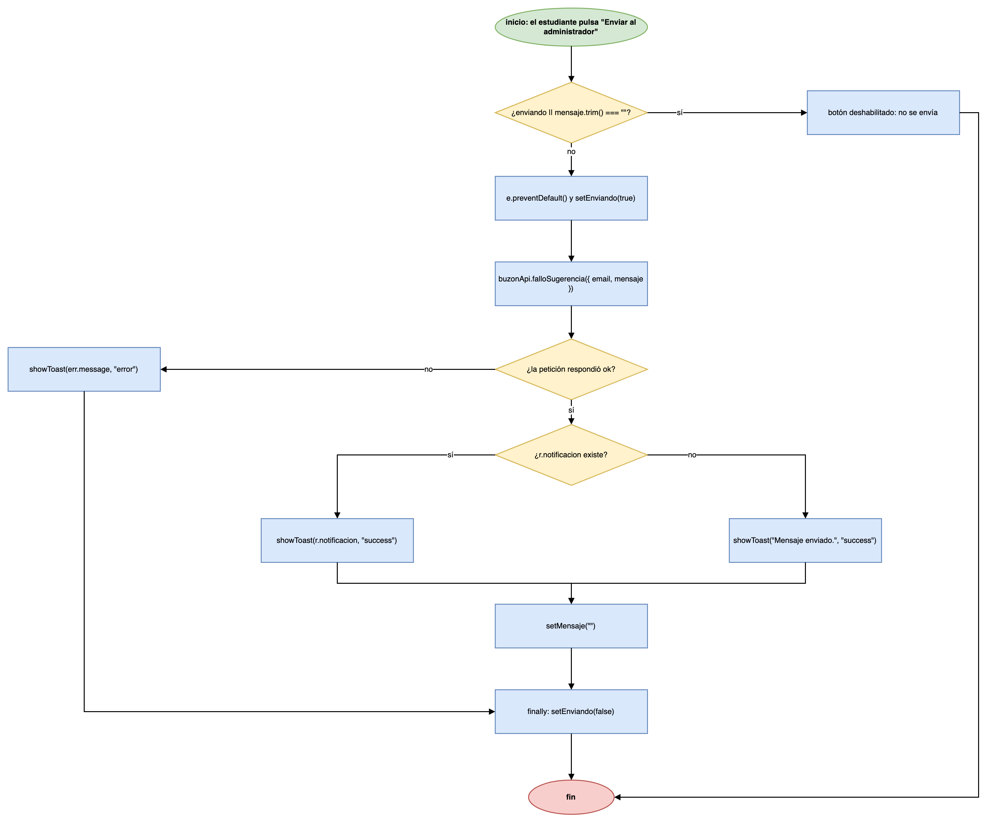 inicio: el estudiante pulsa "Enviar al
administrador"
¿enviando || mensaje.trim() === ""?
sí
botón deshabilitado: no se envía
no
e.preventDefault() y setEnviando(true)
buzonApi.falloSugerencia({ email, mensaje
})
showToast(err.message, "error")
no
¿la petición respondió ok?
sí
sí
¿r.notificacion existe?
no
showToast(r.notificacion, "success")
showToast("Mensaje enviado.", "success")
setMensaje("")
finally: setEnviando(false)
fin